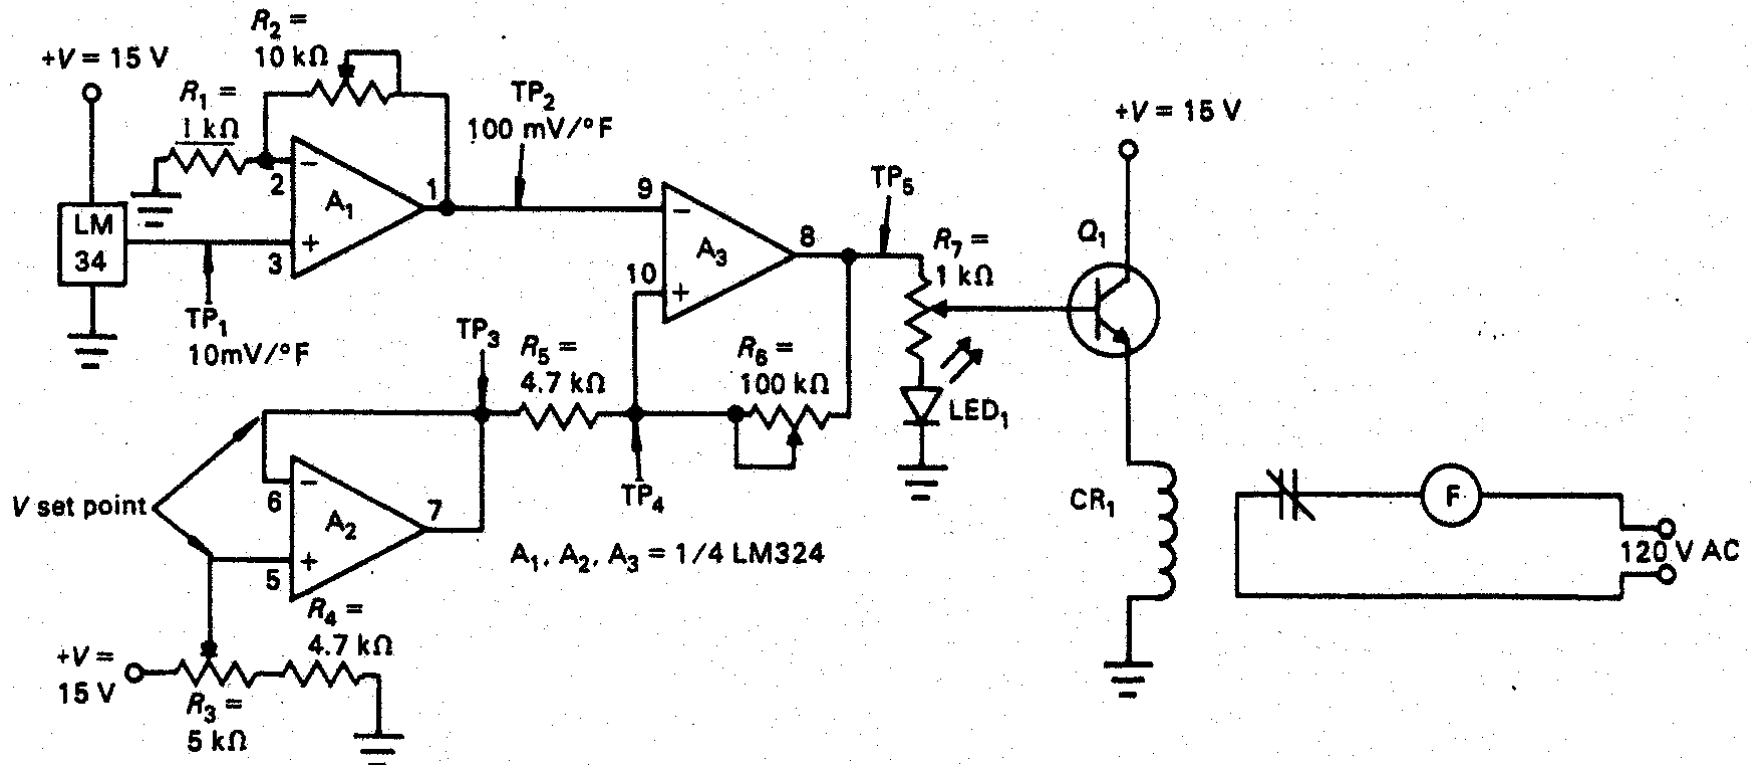 R2 =
10 kΩ
+V = 15 V
R1 =
1 kΩ
TP2
100 mV/°F
+V = 15 V
−
2
A1
1
+
3
LM
34
TP1
10mV/°F
9
−
A3
8
10
+
TP5
R7 =
1 kΩ
Q1
TP3
R5 =
4.7 kΩ
R6 =
100 kΩ
LED1
TP4
V set point
−
6
A2
7
+
5
A1, A2, A3 = 1/4 LM324
CR1
F
120 V AC
R4 =
4.7 kΩ
+V =
15 V
R3 =
5 kΩ